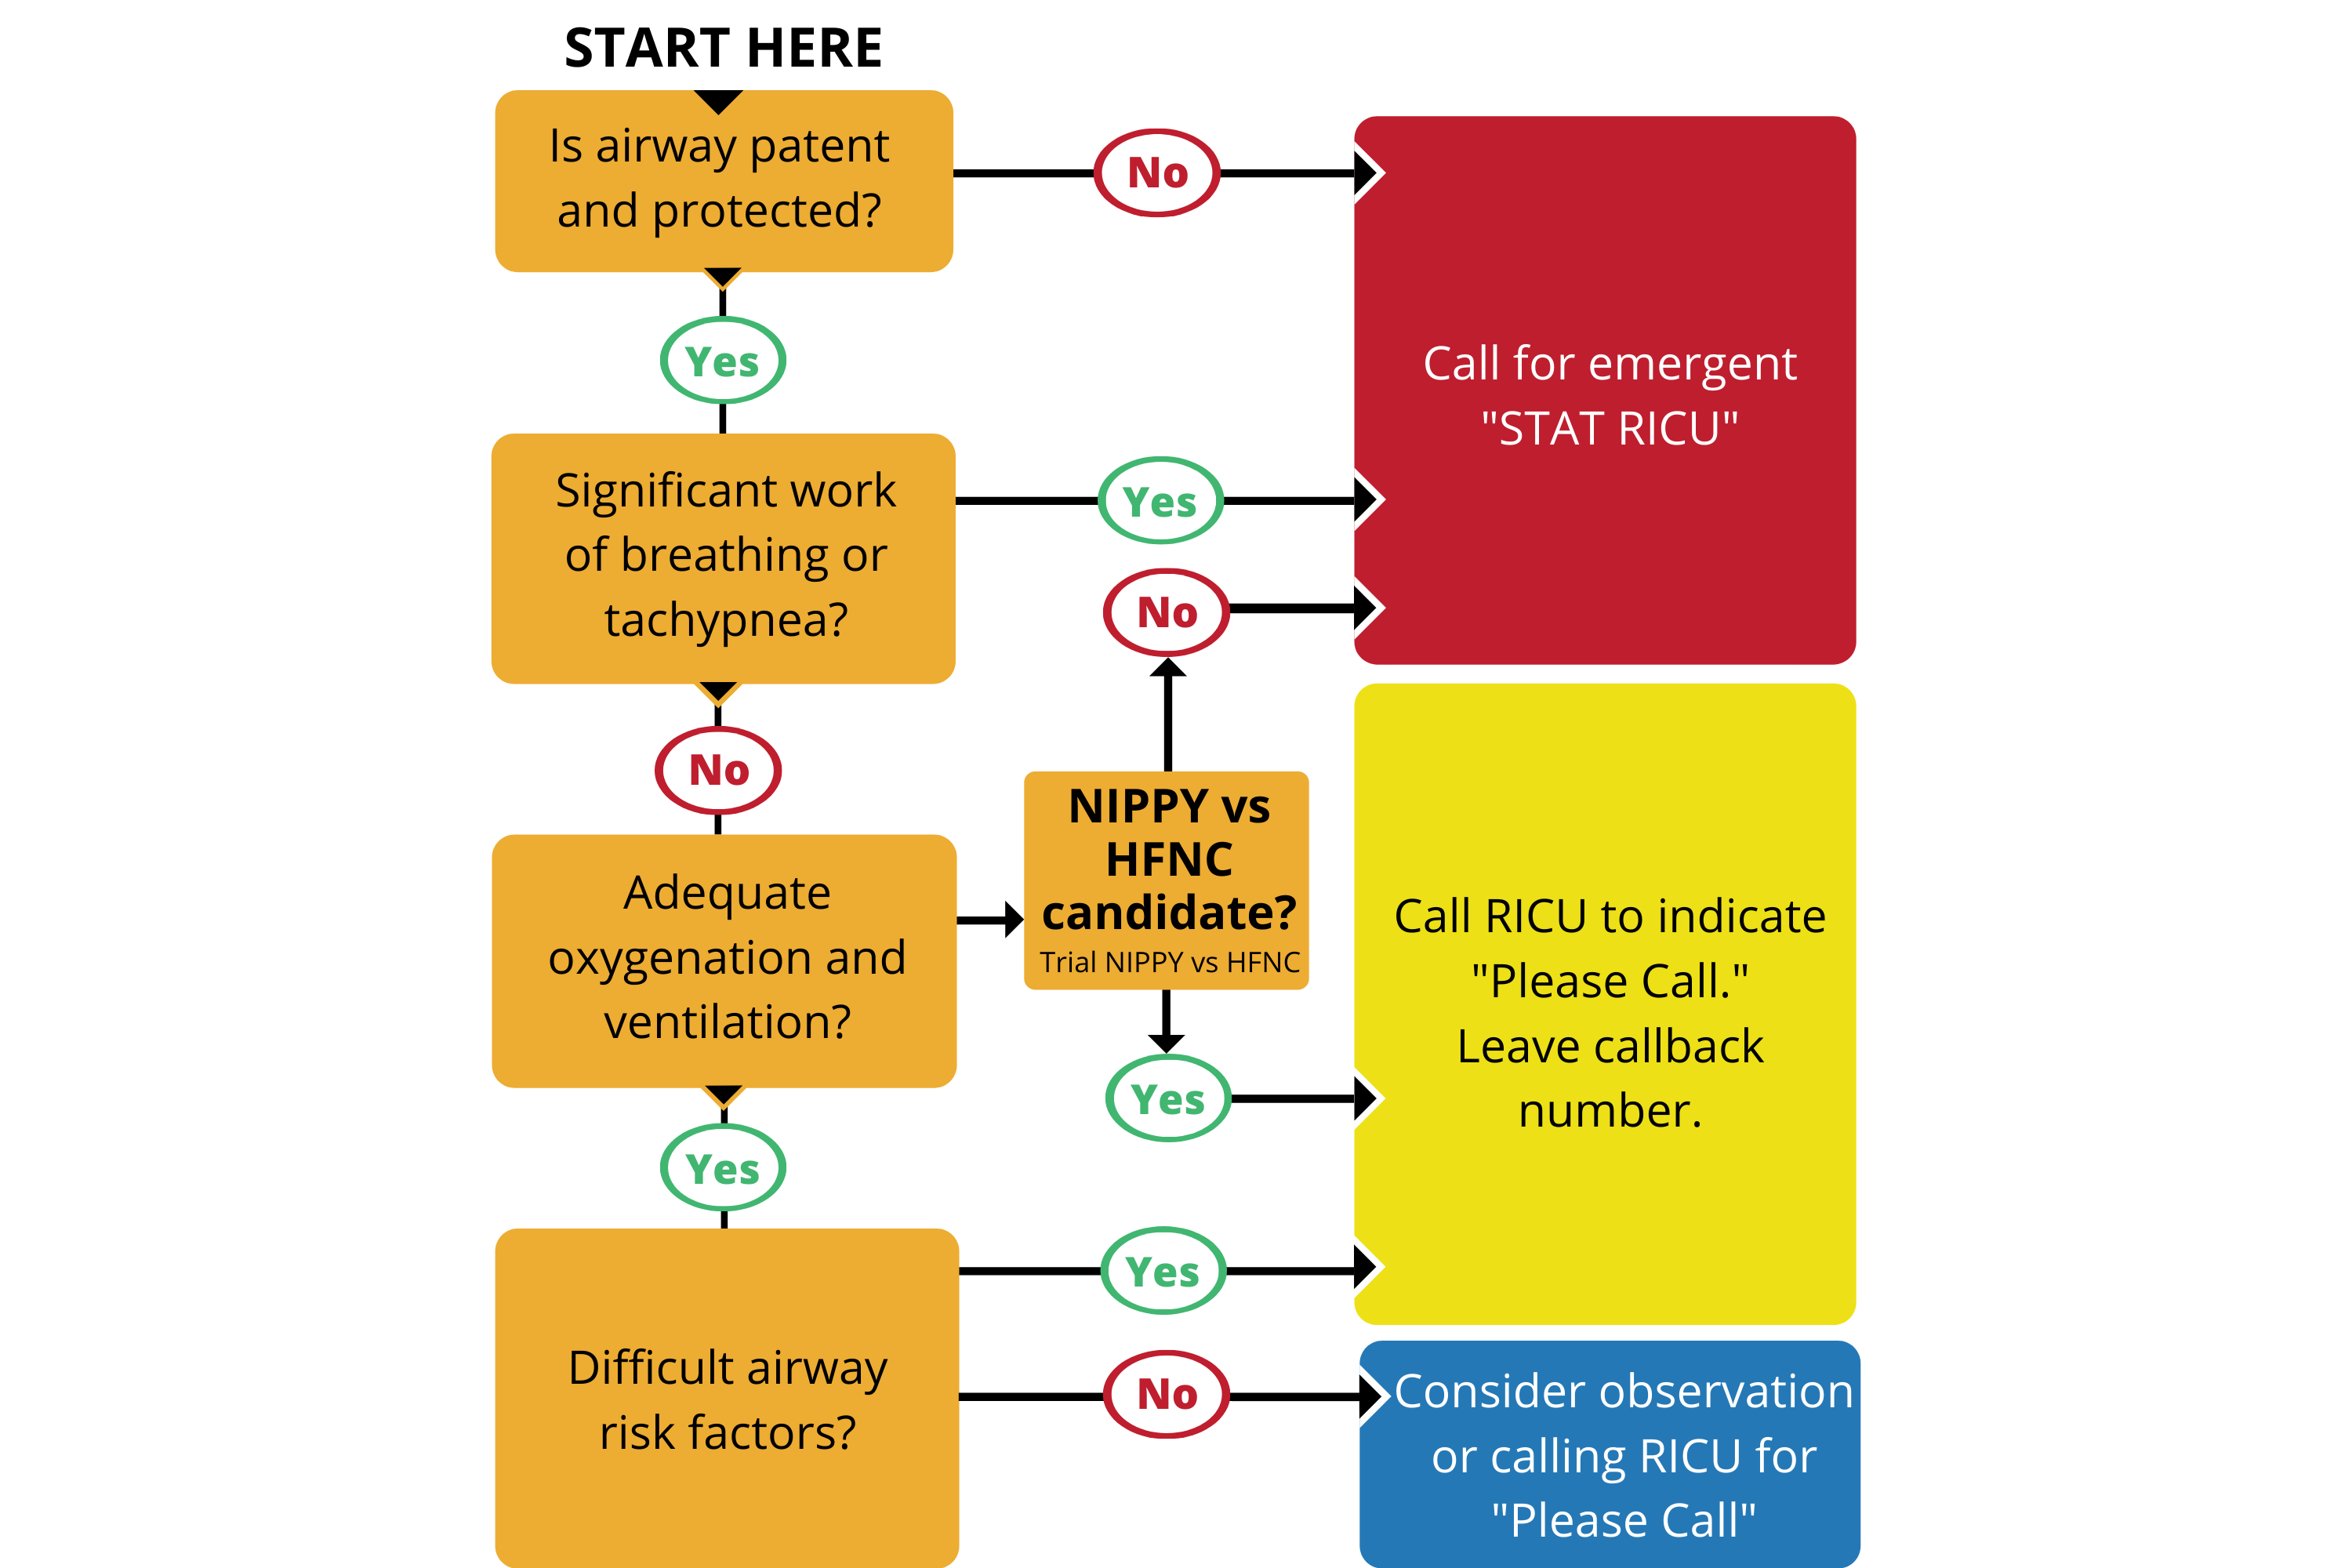 START HERE
Is airway patent
and protected?
No
Yes
Call for emergent
"STAT RICU"
Significant work
of breathing or
tachypnea?
Yes
No
No
NIPPY vs
HFNC
candidate?
Trial NIPPY vs HFNC
Adequate
oxygenation and
ventilation?
Yes
Call RICU to indicate
"Please Call."
Leave callback
number.
Yes
Difficult airway
risk factors?
Yes
No
Consider observation
or calling RICU for
"Please Call"